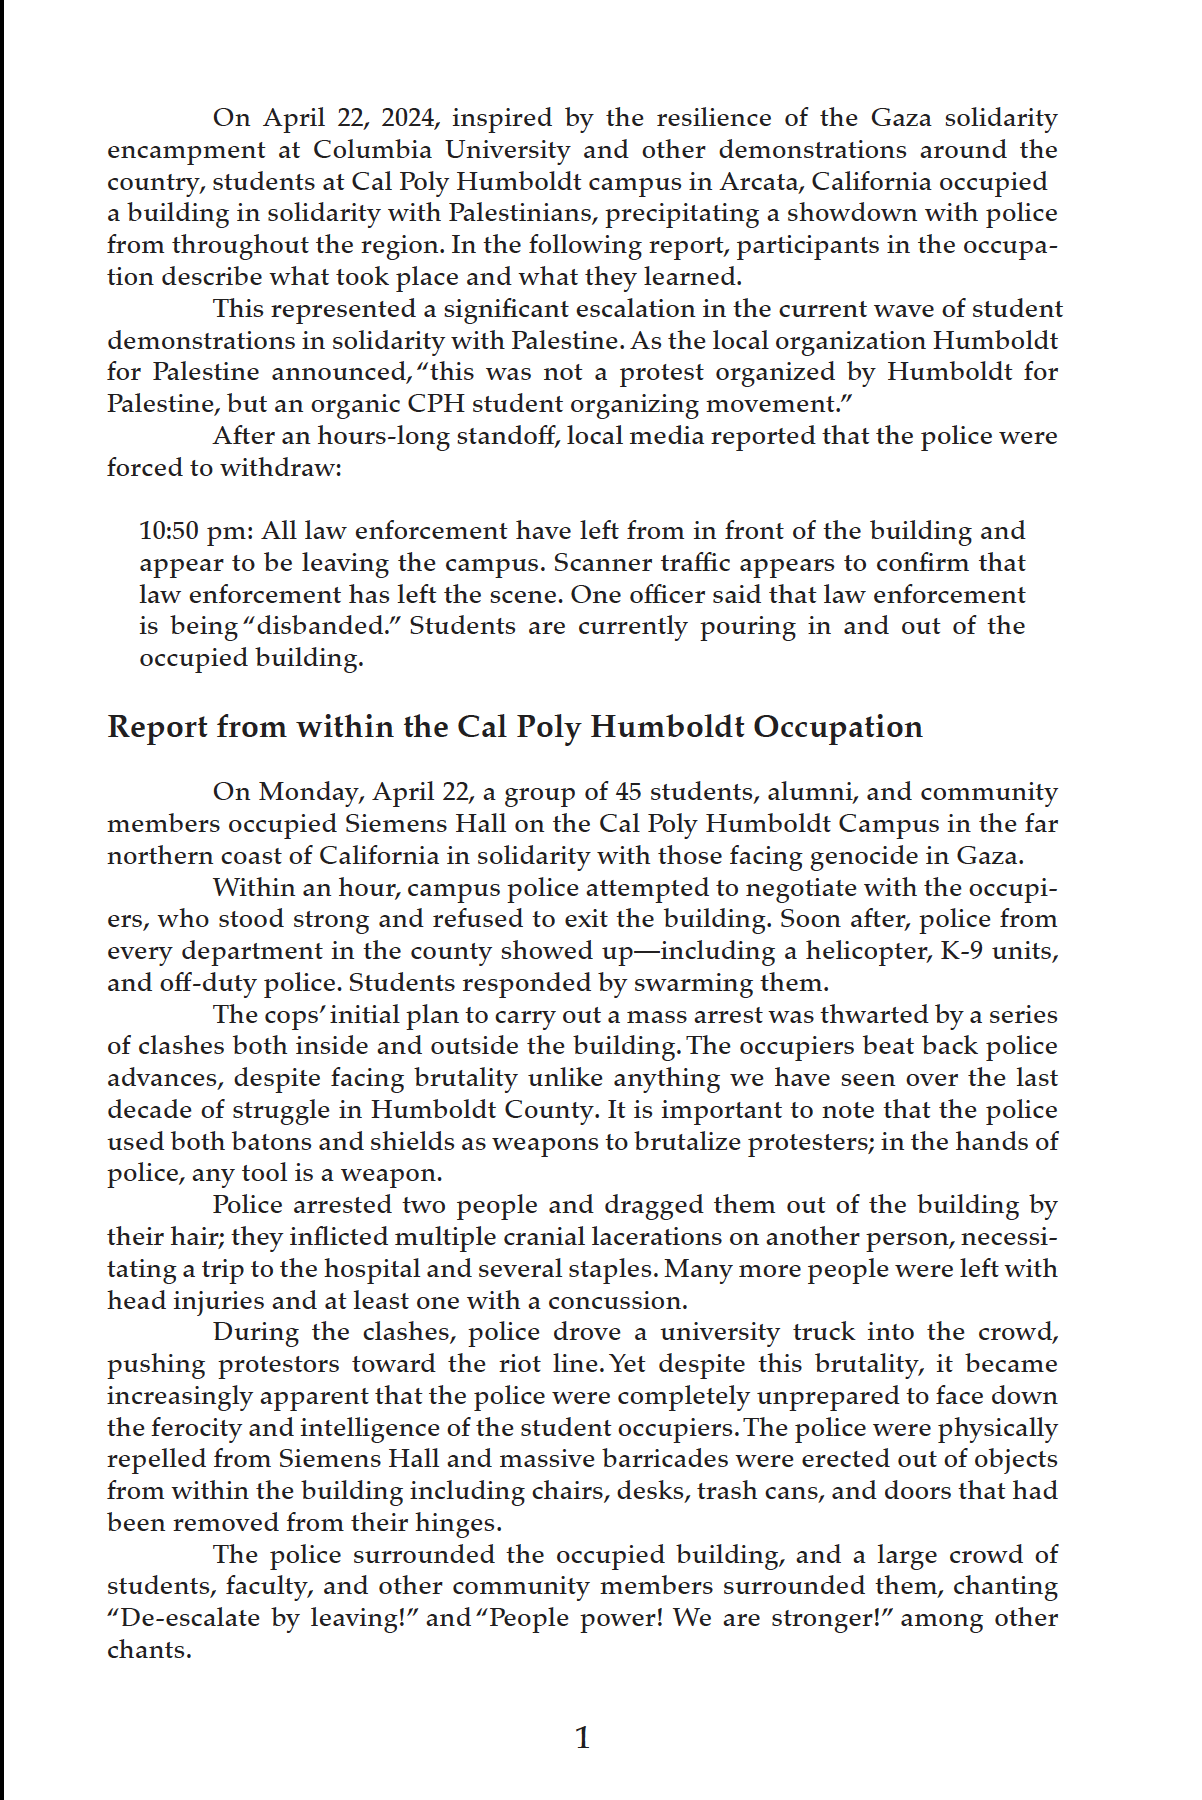 On April 22, 2024, inspired by the resilience of the Gaza solidarity
encampment at Columbia University and other demonstrations around the
country, students at Cal Poly Humboldt campus in Arcata, California occupied
a building in solidarity with Palestinians, precipitating a showdown with police
from throughout the region. In the following report, participants in the occupa-
tion describe what took place and what they learned.
This represented a significant escalation in the current wave of student
demonstrations in solidarity with Palestine. As the local organization Humboldt
for Palestine announced, “this was not a protest organized by Humboldt for
Palestine, but an organic CPH student organizing movement.”
After an hours-long standoff, local media reported that the police were
forced to withdraw:
10:50 pm: All law enforcement have left from in front of the building and
appear to be leaving the campus. Scanner traffic appears to confirm that
law enforcement has left the scene. One officer said that law enforcement
is being “disbanded.” Students are currently pouring in and out of the
occupied building.
Report from within the Cal Poly Humboldt Occupation
On Monday, April 22, a group of 45 students, alumni, and community
members occupied Siemens Hall on the Cal Poly Humboldt Campus in the far
northern coast of California in solidarity with those facing genocide in Gaza.
Within an hour, campus police attempted to negotiate with the occupi-
ers, who stood strong and refused to exit the building. Soon after, police from
every department in the county showed up—including a helicopter, K-9 units,
and off-duty police. Students responded by swarming them.
The cops’ initial plan to carry out a mass arrest was thwarted by a series
of clashes both inside and outside the building. The occupiers beat back police
advances, despite facing brutality unlike anything we have seen over the last
decade of struggle in Humboldt County. It is important to note that the police
used both batons and shields as weapons to brutalize protesters; in the hands of
police, any tool is a weapon.
Police arrested two people and dragged them out of the building by
their hair; they inflicted multiple cranial lacerations on another person, necessi-
tating a trip to the hospital and several staples. Many more people were left with
head injuries and at least one with a concussion.
During the clashes, police drove a university truck into the crowd,
pushing protestors toward the riot line. Yet despite this brutality, it became
increasingly apparent that the police were completely unprepared to face down
the ferocity and intelligence of the student occupiers. The police were physically
repelled from Siemens Hall and massive barricades were erected out of objects
from within the building including chairs, desks, trash cans, and doors that had
been removed from their hinges.
The police surrounded the occupied building, and a large crowd of
students, faculty, and other community members surrounded them, chanting
“De-escalate by leaving!” and “People power! We are stronger!” among other
chants.
1